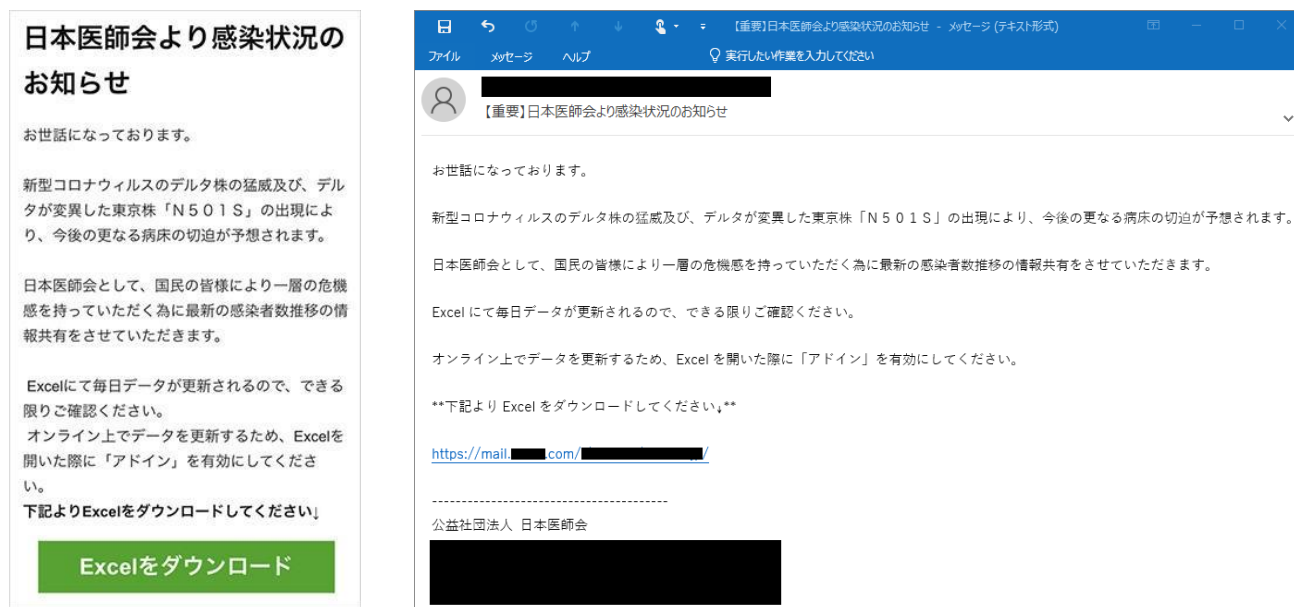 日本医師会より感染状況の
お知らせ
お世話になっております。
新型コロナウィルスのデルタ株の猛威及び、デル
タが変異した東京株「N501S」の出現によ
り、今後の更なる病床の切迫が予想されます。
日本医師会として、国民の皆様により一層の危機
感を持っていただく為に最新の感染者数推移の情
報共有をさせていただきます。
Excelにて毎日データが更新されるので、できる
限りご確認ください。
オンライン上でデータを更新するため、Excelを
開いた際に「アドイン」を有効にしてくださ
い。
下記よりExcelをダウンロードしてください↓
Excelをダウンロード
【重要】日本医師会より感染状況のお知らせ - メッセージ (テキスト形式)
ファイル メッセージ ヘルプ 実行したい作業を入力してください
【重要】日本医師会より感染状況のお知らせ
お世話になっております。
新型コロナウィルスのデルタ株の猛威及び、デルタが変異した東京株「N501S」の出現により、今後の更なる病床の切迫が予想されます。
日本医師会として、国民の皆様により一層の危機感を持っていただく為に最新の感染者数推移の情報共有をさせていただきます。
Excel にて毎日データが更新されるので、できる限りご確認ください。
オンライン上でデータを更新するため、Excel を開いた際に「アドイン」を有効にしてください。
**下記より Excel をダウンロードしてください↓**
https://mail.    .com/    /
----------------------------------------
公益社団法人 日本医師会